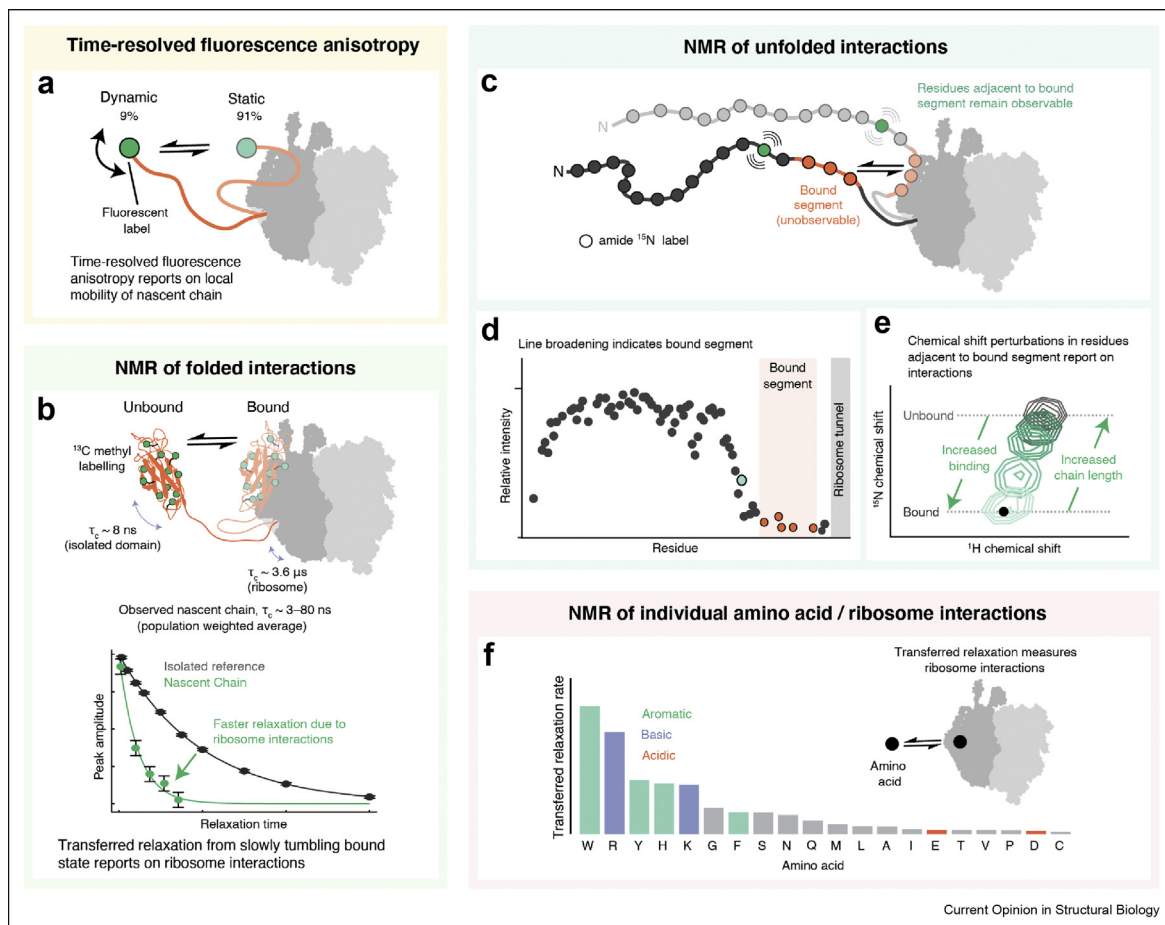 Time-resolved fluorescence anisotropy
a
Dynamic
9%
Static
91%
Fluorescent
label
Time-resolved fluorescence
anisotropy reports on local
mobility of nascent chain
NMR of folded interactions
b
Unbound
Bound
13C methyl
labelling
τc ~ 8 ns
(isolated domain)
τc ~ 3.6 µs
(ribosome)
Observed nascent chain, τc ~ 3–80 ns
(population weighted average)
Isolated reference
Nascent Chain
Faster relaxation due to
ribosome interactions
Peak amplitude
Relaxation time
Transferred relaxation from slowly tumbling bound
state reports on ribosome interactions
NMR of unfolded interactions
c
Residues adjacent to bound
segment remain observable
N
N
Bound
segment
(unobservable)
amide 15N label
d
Line broadening indicates bound segment
Bound
segment
Ribosome tunnel
Relative intensity
Residue
e
Chemical shift perturbations in residues
adjacent to bound segment report on
interactions
Unbound
Increased
binding
Increased
chain length
Bound
15N chemical shift
1H chemical shift
NMR of individual amino acid / ribosome interactions
f
Transferred relaxation measures
ribosome interactions
Aromatic
Basic
Acidic
Amino
acid
Transferred relaxation rate
W R Y H K G F S N Q M L A I E T V P D C
Amino acid
Current Opinion in Structural Biology